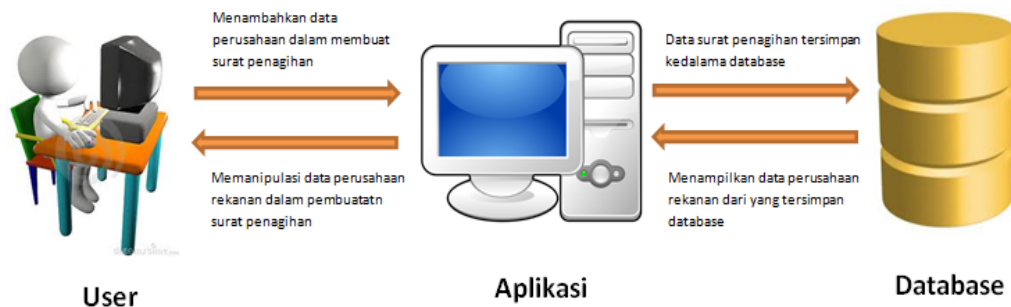 Menambahkan data
perusahaan dalam membuat
surat penagihan
Data surat penagihan tersimpan
kedalama database
Memanipulasi data perusahaan
rekanan dalam pembuatatn
surat penagihan
Menampilkan data perusahaan
rekanan dari yang tersimpan
database
User
Aplikasi
Database